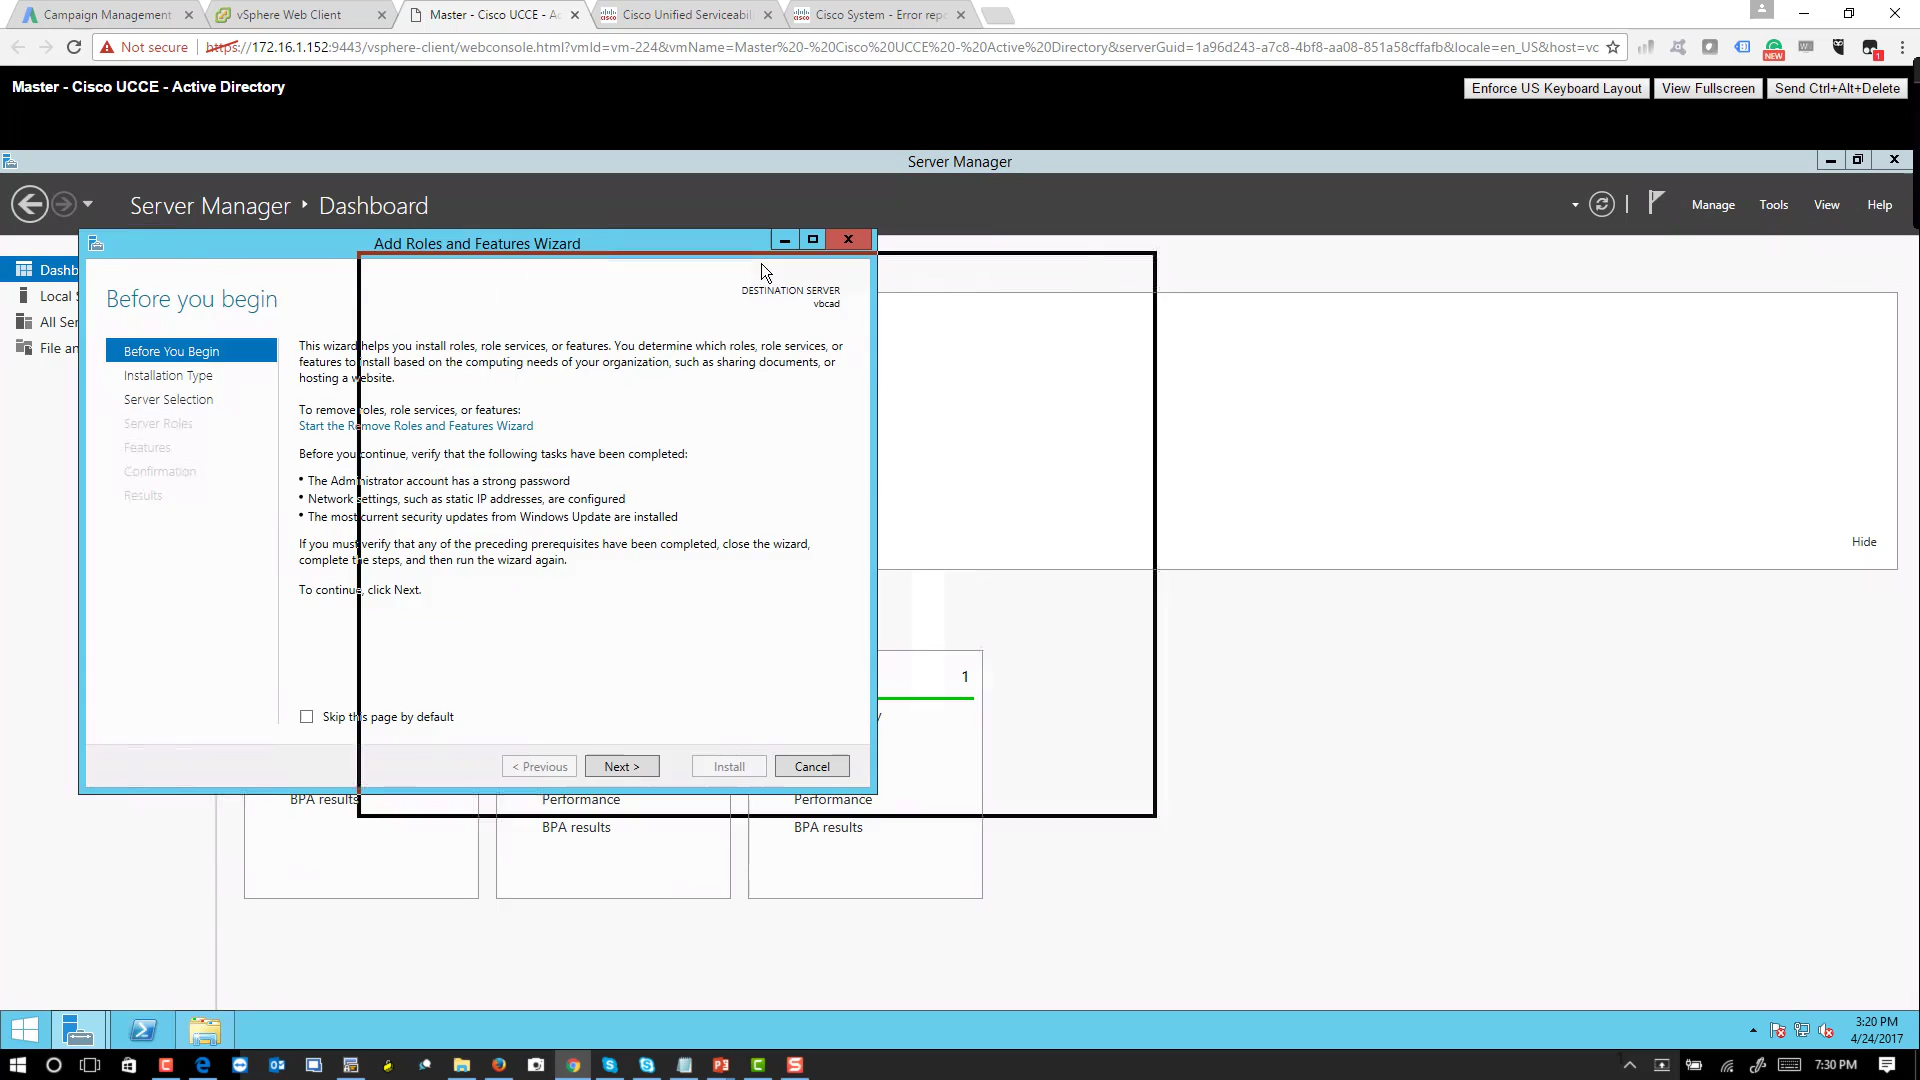 Campaign Management
vSphere Web Client
Master - Cisco UCCE - A
Cisco Unified Serviceabi
Cisco System - Error rep
Not secure
https://172.16.1.152:9443/vsphere-client/webconsole.html?vmId=vm-224&vmName=Master%20-%20Cisco%20UCCE%20-%20Active%20Directory&serverGuid=1a96d243-a7c8-4bf8-aa08-851a58cffafb&locale=en_US&host=vc
NEW
1
Master - Cisco UCCE - Active Directory
Enforce US Keyboard Layout
View Fullscreen
Send Ctrl+Alt+Delete
Server Manager
Server Manager
Dashboard
Manage
Tools
View
Help
Add Roles and Features Wizard
Dashb
Local S
All Ser
File an
Before you begin
DESTINATION SERVER
vbcad
Before You Begin
Installation Type
Server Selection
Server Roles
Features
Confirmation
Results
This wizard helps you install roles, role services, or features. You determine which roles, role services, or
features to install based on the computing needs of your organization, such as sharing documents, or
hosting a website.
To remove roles, role services, or features:
Start the Remove Roles and Features Wizard
Before you continue, verify that the following tasks have been completed:
• The Administrator account has a strong password
• Network settings, such as static IP addresses, are configured
• The most current security updates from Windows Update are installed
If you must verify that any of the preceding prerequisites have been completed, close the wizard,
complete the steps, and then run the wizard again.
To continue, click Next.
Skip this page by default
< Previous
Next >
Install
Cancel
Hide
1
BPA results
Performance
BPA results
Performance
BPA results
3:20 PM
4/24/2017
7:30 PM